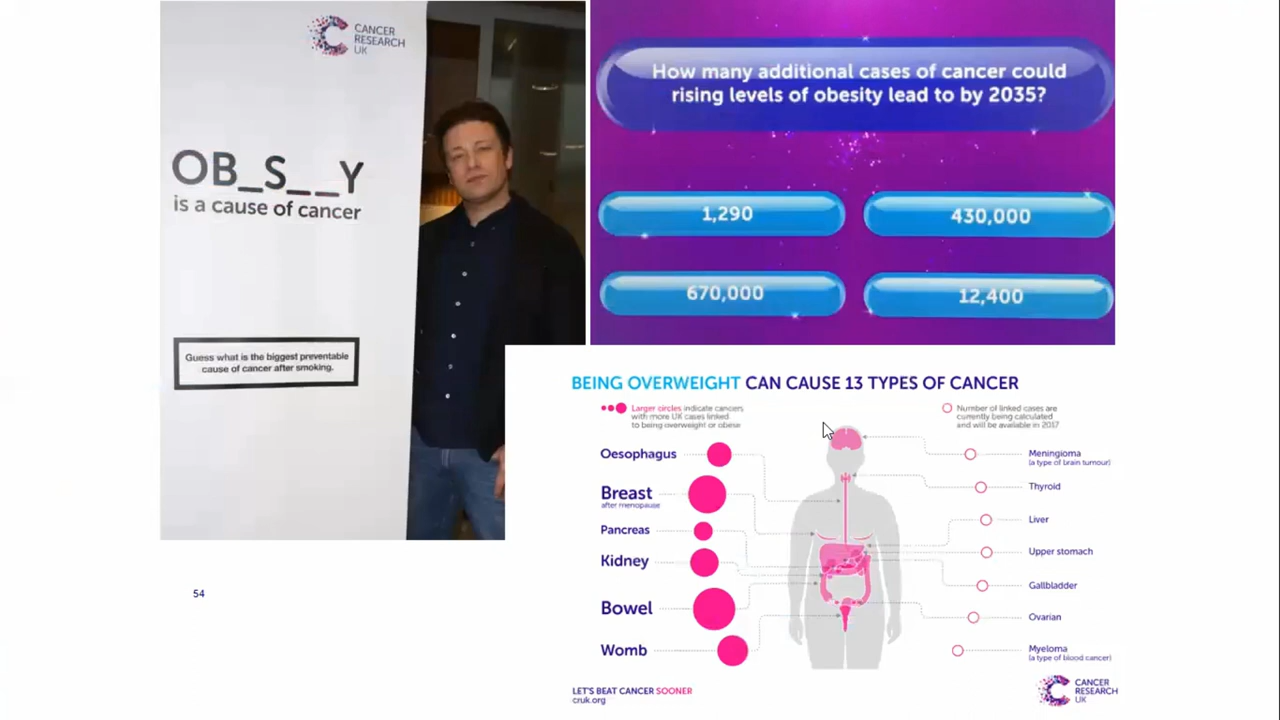 CANCER
RESEARCH
UK
OB_S__Y
is a cause of cancer
Guess what is the biggest preventable
cause of cancer after smoking.
How many additional cases of cancer could
rising levels of obesity lead to by 2035?
1,290
430,000
670,000
12,400
BEING OVERWEIGHT CAN CAUSE 13 TYPES OF CANCER
Larger circles indicate cancers
with more UK cases linked
to being overweight or obese
Number of linked cases are
currently being calculated
and will be available in 2017
Oesophagus
Breast
after menopause
Pancreas
Kidney
Bowel
Womb
Meningioma
(a type of brain tumour)
Thyroid
Liver
Upper stomach
Gallbladder
Ovarian
Myeloma
(a type of blood cancer)
LET'S BEAT CANCER SOONER
cruk.org
CANCER
RESEARCH
UK
54